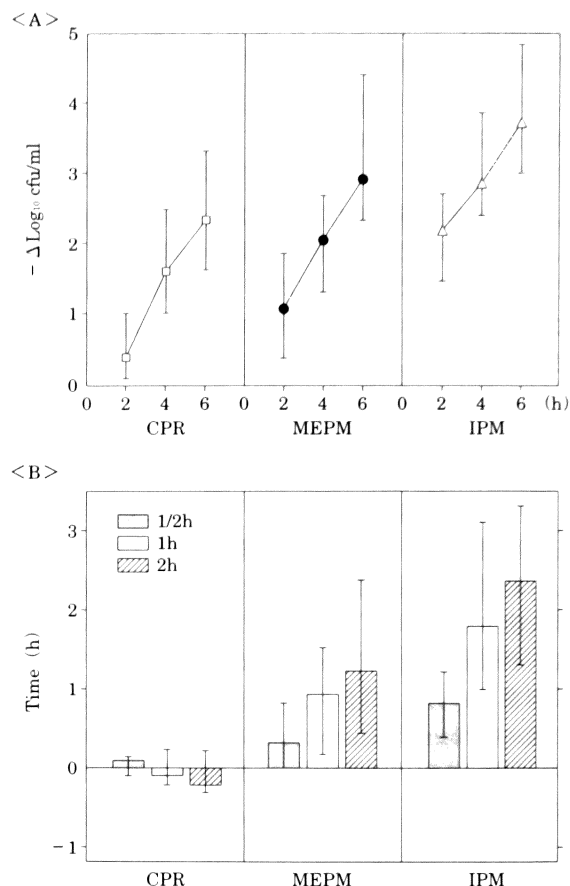 <A>
5
4
3
2
1
0
− Δ Log₁₀ cfu/ml
0 2 4 6 0 2 4 6 0 2 4 6 (h)
CPR MEPM IPM
<B>
1/2h
1h
2h
3
2
1
0
−1
Time (h)
CPR MEPM IPM